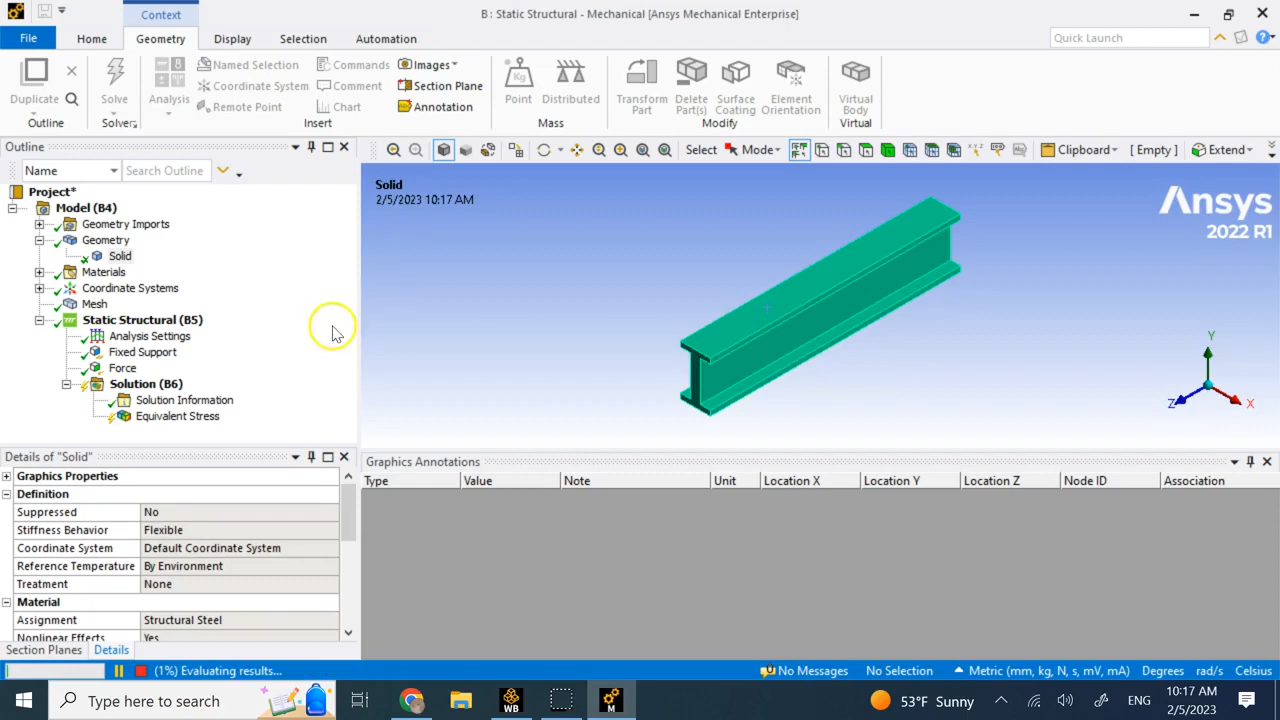 Context
B : Static Structural - Mechanical [Ansys Mechanical Enterprise]
File Home Geometry Display Selection Automation Quick Launch
Duplicate Solve Analysis Named Selection Commands Images Point Distributed Transform Part Delete Part(s) Surface Coating Element Orientation Virtual Body
Coordinate System Comment Section Plane
Remote Point Chart Annotation
Outline Solver Insert Mass Modify Virtual
Outline
Select Mode Clipboard [ Empty ] Extend
Name Search Outline
Project*
Model (B4)
Geometry Imports
Geometry
Solid
Materials
Coordinate Systems
Mesh
Static Structural (B5)
Analysis Settings
Fixed Support
Force
Solution (B6)
Solution Information
Equivalent Stress
Solid
2/5/2023 10:17 AM
Ansys
2022 R1
Y
Z
X
Details of "Solid"
Graphics Properties
Definition
Suppressed No
Stiffness Behavior Flexible
Coordinate System Default Coordinate System
Reference Temperature By Environment
Treatment None
Material
Assignment Structural Steel
Nonlinear Effects Yes
Section Planes Details
Graphics Annotations
Type Value Note Unit Location X Location Y Location Z Node ID Association
(1%) Evaluating results... No Messages No Selection Metric (mm, kg, N, s, mV, mA) Degrees rad/s Celsius
Type here to search
WB
M
53°F Sunny
ENG
10:17 AM
2/5/2023